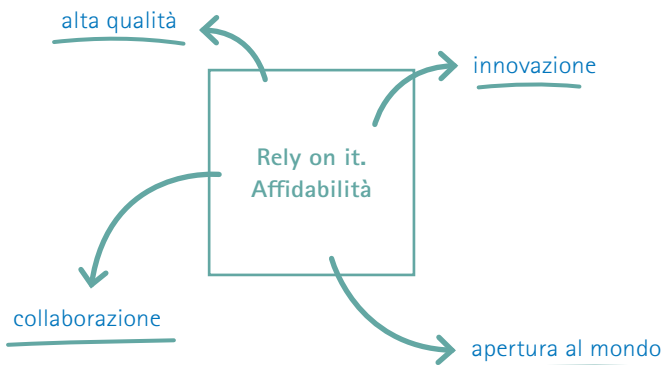 alta qualità
innovazione
Rely on it.
Affidabilità
collaborazione
apertura al mondo